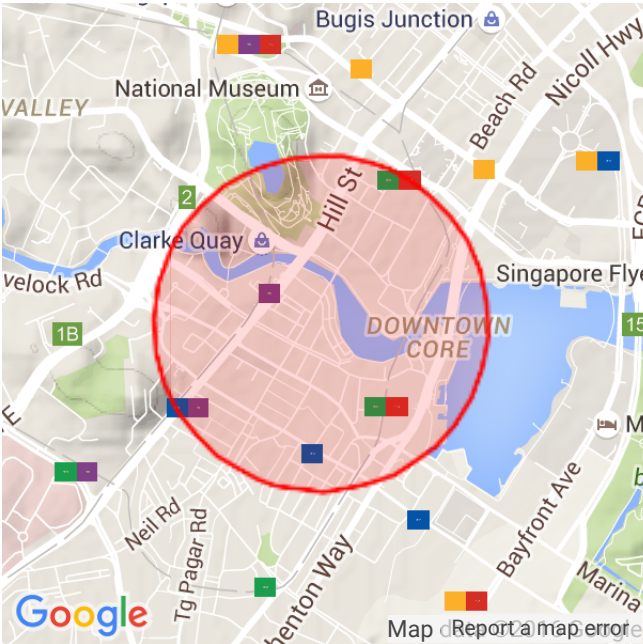 Bugis Junction
National Museum
VALLEY
Beach Rd
Nicoll Hwy
2
Hill St
Clarke Quay
velock Rd
Singapore Flye
1B
DOWNTOWN
CORE
15
E
M
Neil Rd
Tg Pagar Rd
henton Way
Bayfront Ave
b
Marina
Google
Map
Report a map error